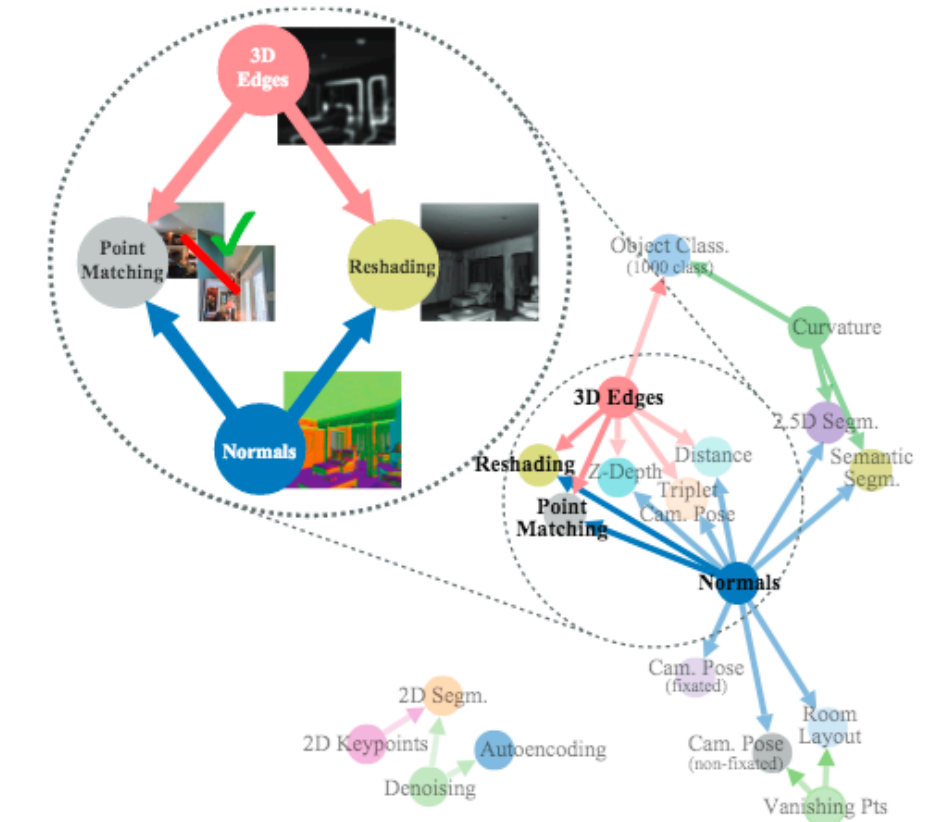 3D
Edges
Point
Matching
Reshading
Normals
Object Class.
(1000 class)
Curvature
3D Edges
2.5D Segm.
Semantic
Segm.
Reshading
Z-Depth
Distance
Triplet
Cam. Pose
Point
Matching
Normals
Cam. Pose
(fixated)
2D Segm.
2D Keypoints
Autoencoding
Denoising
Room
Layout
Cam. Pose
(non-fixated)
Vanishing Pts